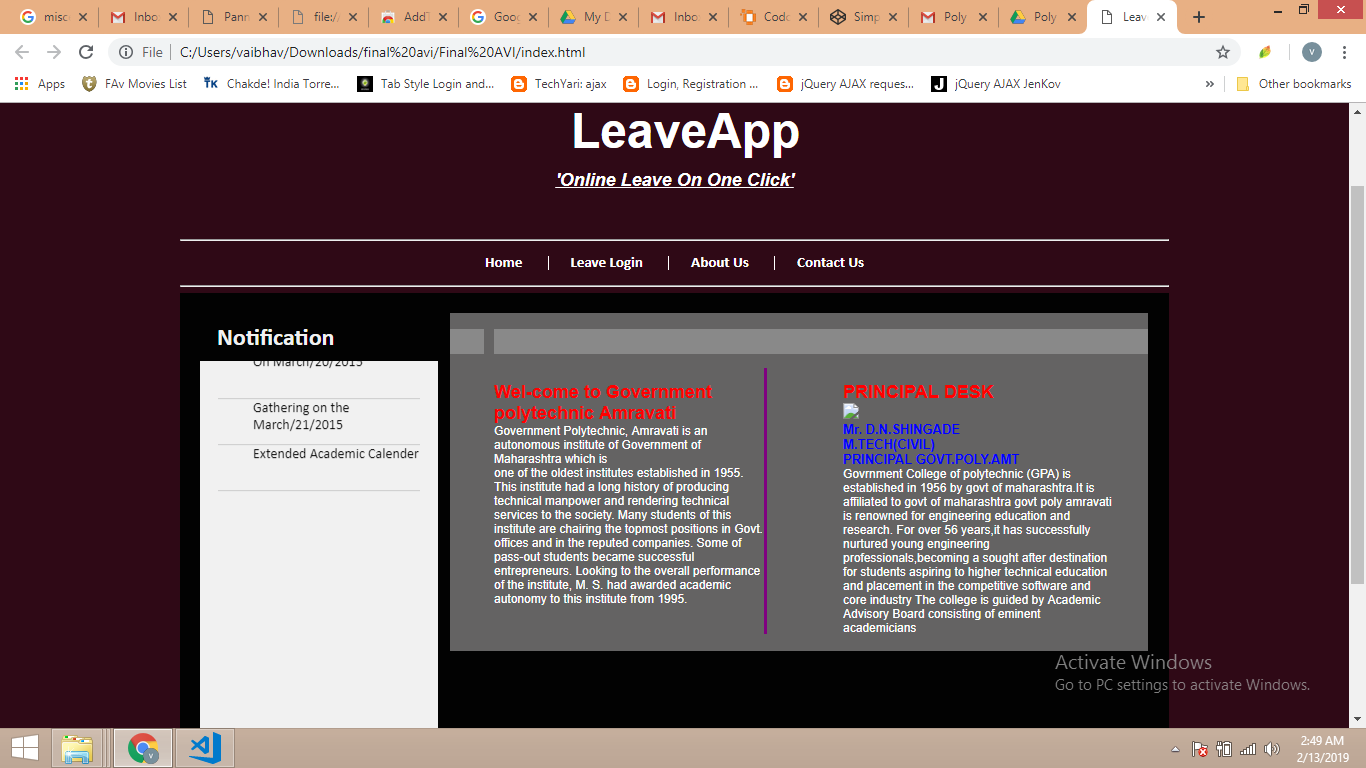 misc
Inbo
Pann
file://
AddT
Goog
My D
Inbo
Codc
Simp
Poly
Poly
Leav
File
C:/Users/vaibhav/Downloads/final%20avi/Final%20AVI/index.html
V
Apps
FAv Movies List
TK
Chakde! India Torre...
Tab Style Login and...
TechYari: ajax
Login, Registration ...
jQuery AJAX reques...
J
jQuery AJAX JenKov
»
Other bookmarks
LeaveApp
'Online Leave On One Click'
Home
Leave Login
About Us
Contact Us
Notification
On March/20/2015
Gathering on the
March/21/2015
Extended Academic Calender
Wel-come to Government
polytechnic Amravati
Government Polytechnic, Amravati is an
autonomous institute of Government of
Maharashtra which is
one of the oldest institutes established in 1955.
This institute had a long history of producing
technical manpower and rendering technical
services to the society. Many students of this
institute are chairing the topmost positions in Govt.
offices and in the reputed companies. Some of
pass-out students became successful
entrepreneurs. Looking to the overall performance
of the institute, M. S. had awarded academic
autonomy to this institute from 1995.
PRINCIPAL DESK
Mr. D.N.SHINGADE
M.TECH(CIVIL)
PRINCIPAL GOVT.POLY.AMT
Govrnment College of polytechnic (GPA) is
established in 1956 by govt of maharashtra.It is
affiliated to govt of maharashtra govt poly amravati
is renowned for engineering education and
research. For over 56 years,it has successfully
nurtured young engineering
professionals,becoming a sought after destination
for students aspiring to higher technical education
and placement in the competitive software and
core industry The college is guided by Academic
Advisory Board consisting of eminent
academicians
Activate Windows
Go to PC settings to activate Windows.
V
2:49 AM
2/13/2019